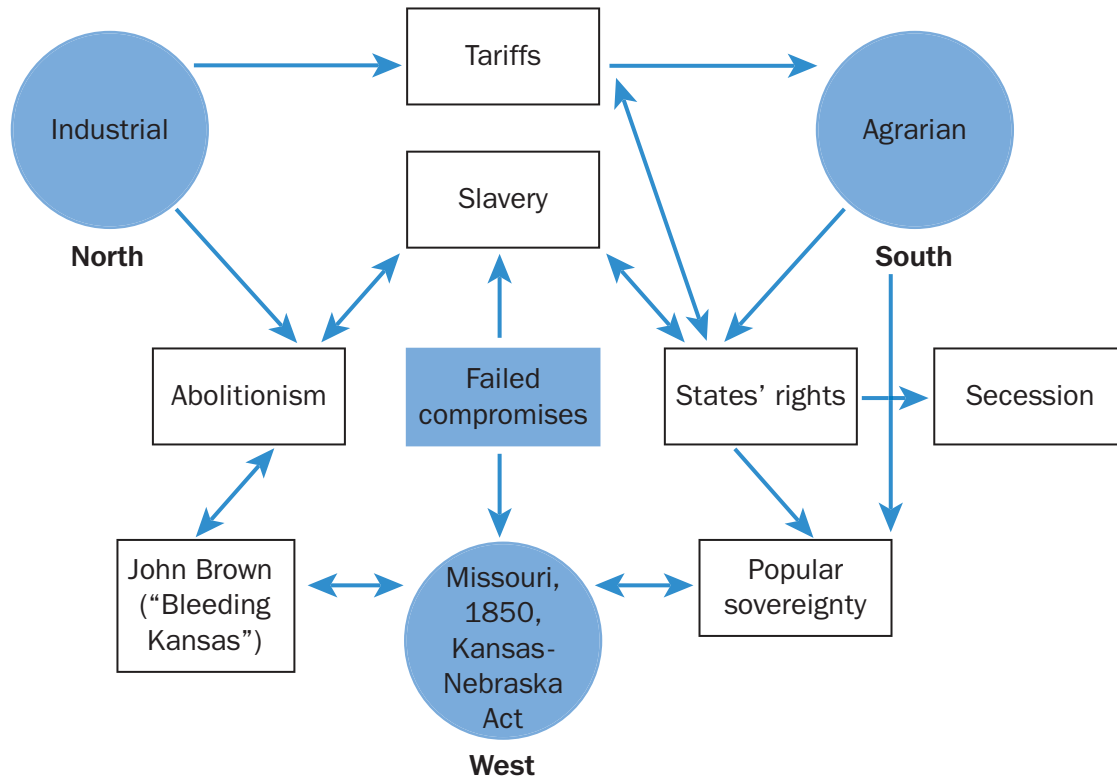 Tariffs
Industrial
Agrarian
Slavery
North
South
Abolitionism
Failed
compromises
States’ rights
Secession
John Brown
(“Bleeding
Kansas”)
Missouri,
1850,
Kansas-
Nebraska
Act
Popular
sovereignty
West